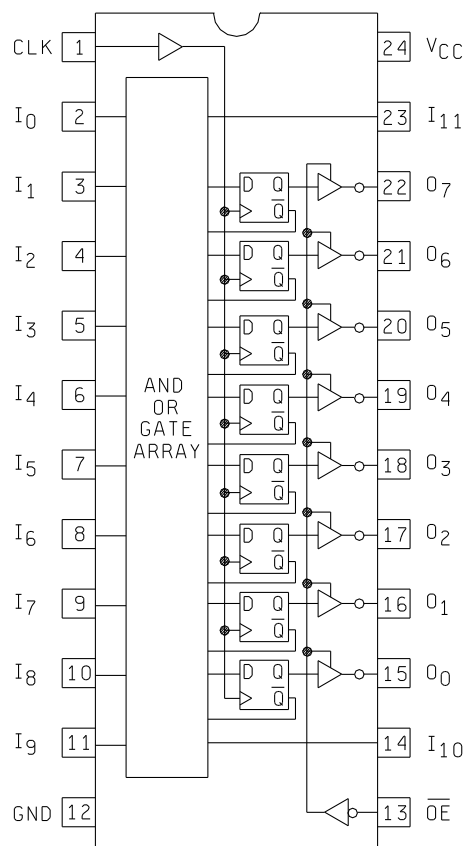 CLK 1 24 VCC
I0 2 23 I11
I1 3 D Q 22 O7
Q̅
I2 4 D Q 21 O6
Q̅
I3 5 D Q 20 O5
Q̅
AND
OR
GATE
ARRAY
I4 6 D Q 19 O4
Q̅
I5 7 D Q 18 O3
Q̅
I6 8 D Q 17 O2
Q̅
I7 9 D Q 16 O1
Q̅
I8 10 D Q 15 O0
Q̅
I9 11 14 I10
GND 12 13 O̅E̅